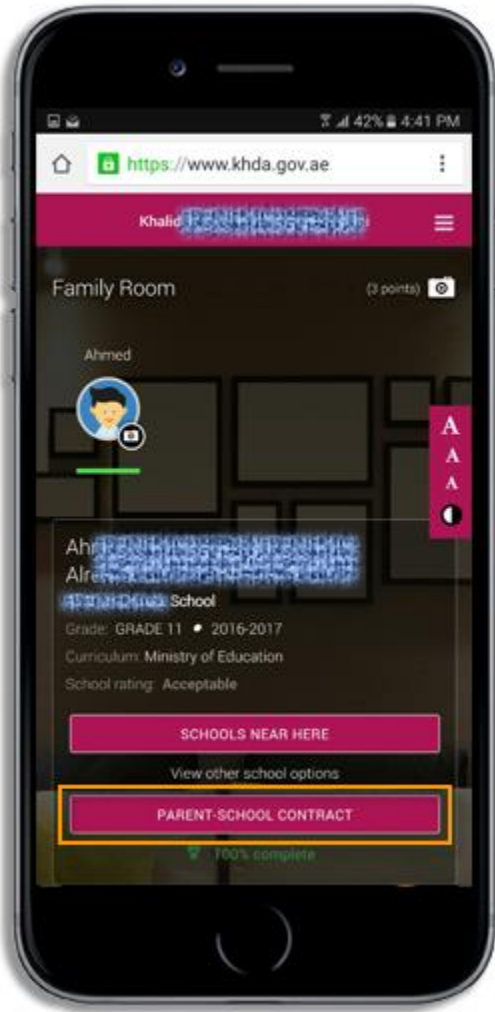 42% 4:41 PM
https://www.khda.gov.ae
Khalid
Family Room (3 points)
Ahmed
A
A
A
School
Grade: GRADE 11 • 2016-2017
Curriculum: Ministry of Education
School rating: Acceptable
SCHOOLS NEAR HERE
View other school options
PARENT-SCHOOL CONTRACT
100% complete